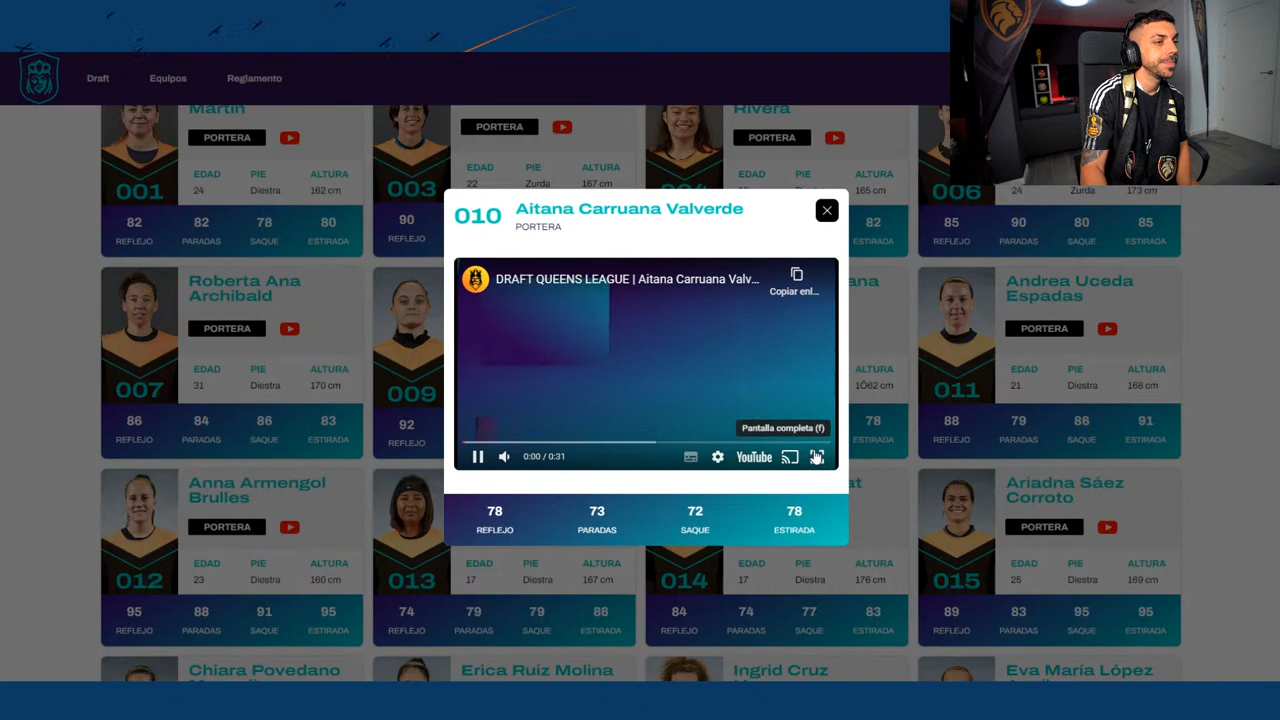 Draft
Equipos
Reglamento
Martín
PORTERA
EDAD PIE ALTURA
001
24 Diestra 162 cm
82 82 78 80
REFLEJO PARADAS SAQUE ESTIRADA
PORTERA
EDAD PIE ALTURA
003
22 Zurda 167 cm
90
REFLEJO
Rivera
PORTERA
165 cm
82
ESTIRADA
006
24 Zurda 173 cm
85 90 80 85
REFLEJO PARADAS SAQUE ESTIRADA
010
Aitana Carruana Valverde
PORTERA
DRAFT QUEENS LEAGUE | Aitana Carruana Valv...
Copiar enl...
Pantalla completa (f)
0:00 / 0:31
YouTube
78 73 72 78
REFLEJO PARADAS SAQUE ESTIRADA
Roberta Ana
Archibald
PORTERA
EDAD PIE ALTURA
007
31 Diestra 170 cm
86 84 86 83
REFLEJO PARADAS SAQUE ESTIRADA
009
92
REFLEJO
ana
ALTURA
1062 cm
78
ESTIRADA
Andrea Uceda
Espadas
PORTERA
EDAD PIE ALTURA
011
21 Diestra 168 cm
88 79 86 91
REFLEJO PARADAS SAQUE ESTIRADA
Anna Armengol
Brulles
PORTERA
EDAD PIE ALTURA
012
23 Diestra 160 cm
95 88 91 95
REFLEJO PARADAS SAQUE ESTIRADA
EDAD PIE ALTURA
013
17 Diestra 167 cm
74 79 79 86
REFLEJO PARADAS SAQUE ESTIRADA
at
EDAD PIE ALTURA
014
17 Diestra 176 cm
84 74 77 83
REFLEJO PARADAS SAQUE ESTIRADA
Ariadna Sáez
Corroto
PORTERA
EDAD PIE ALTURA
015
25 Diestra 169 cm
89 83 95 95
REFLEJO PARADAS SAQUE ESTIRADA
Chiara Povedano
Erica Ruiz Molina
Ingrid Cruz
Eva María López